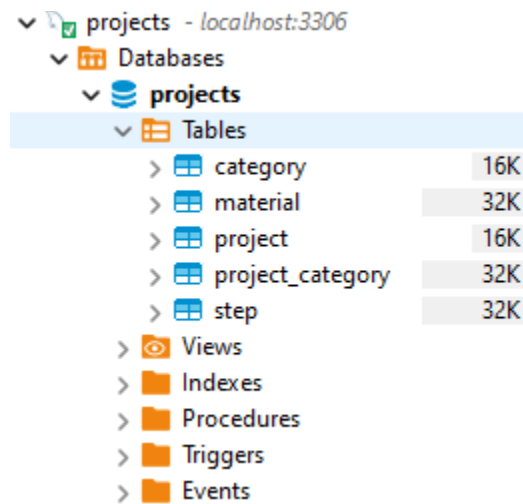 projects - localhost:3306
Databases
projects
Tables
category 16K
material 32K
project 16K
project_category 32K
step 32K
Views
Indexes
Procedures
Triggers
Events